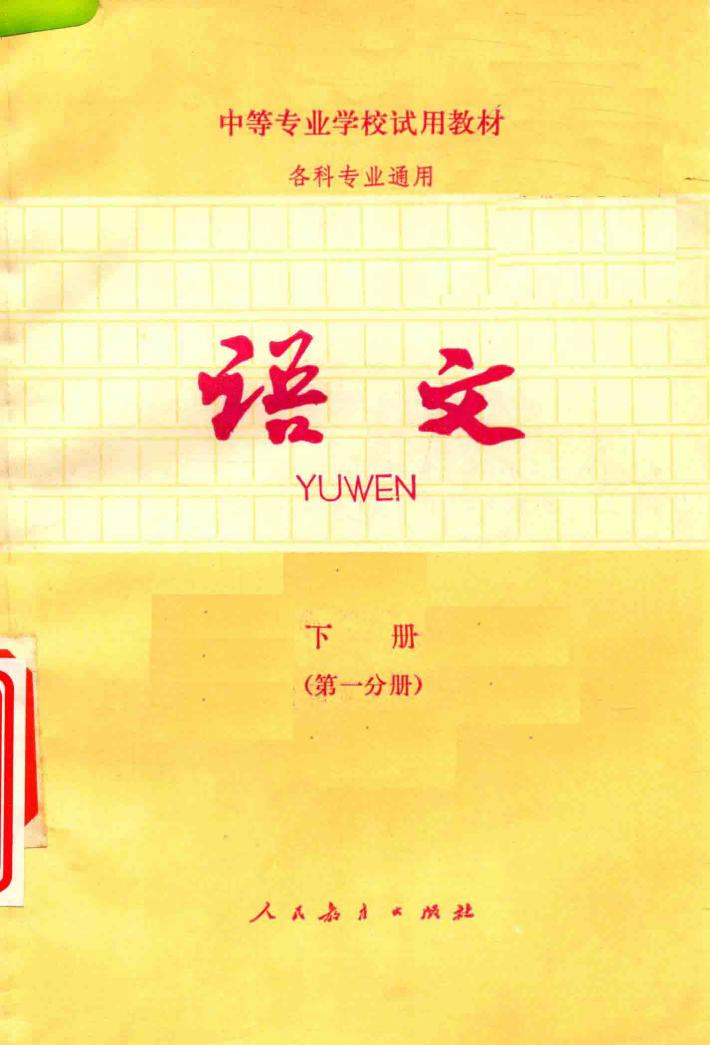 中等专业学校试用教材
各科专业通用
语文
YUWEN
下册
(第一分册)
人民教育出版社